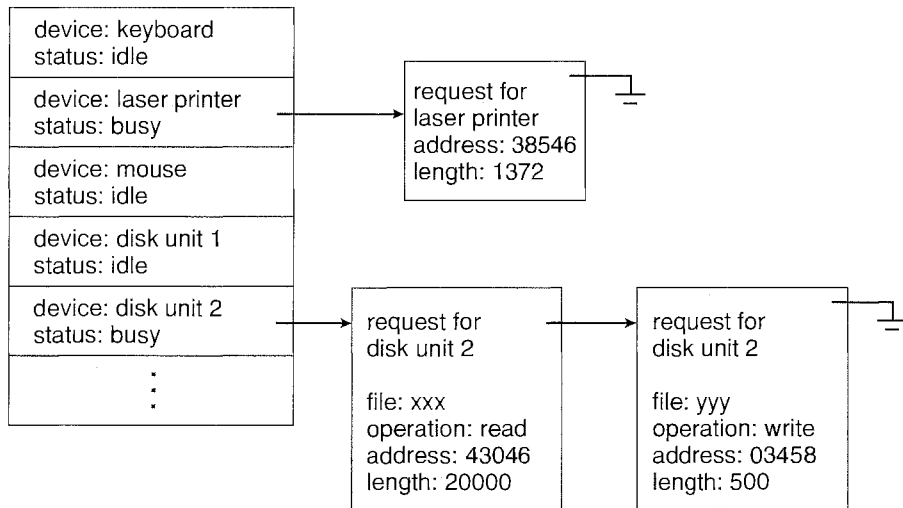 device: keyboard
status: idle
device: laser printer
status: busy
device: mouse
status: idle
device: disk unit 1
status: idle
device: disk unit 2
status: busy
request for
laser printer
address: 38546
length: 1372
request for
disk unit 2
file: xxx
operation: read
address: 43046
length: 20000
request for
disk unit 2
file: yyy
operation: write
address: 03458
length: 500